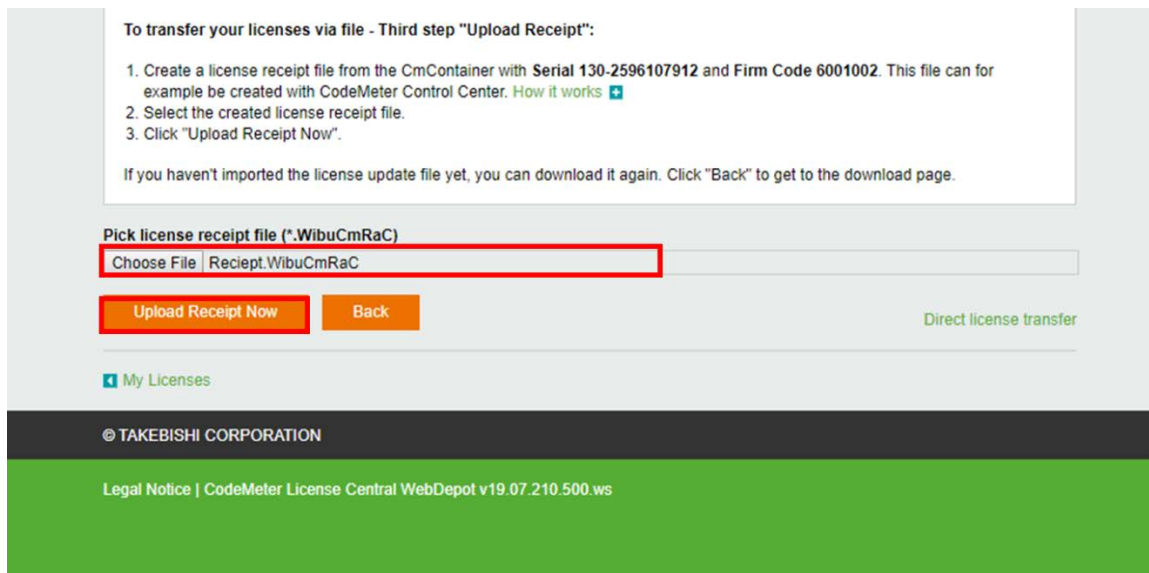 To transfer your licenses via file - Third step "Upload Receipt":
1. Create a license receipt file from the CmContainer with Serial 130-2596107912 and Firm Code 6001002. This file can for
example be created with CodeMeter Control Center. How it works
2. Select the created license receipt file.
3. Click "Upload Receipt Now".
If you haven't imported the license update file yet, you can download it again. Click "Back" to get to the download page.
Pick license receipt file (*.WibuCmRaC)
Choose File Reciept.WibuCmRaC
Upload Receipt Now Back
Direct license transfer
My Licenses
© TAKEBISHI CORPORATION
Legal Notice | CodeMeter License Central WebDepot v19.07.210.500.ws